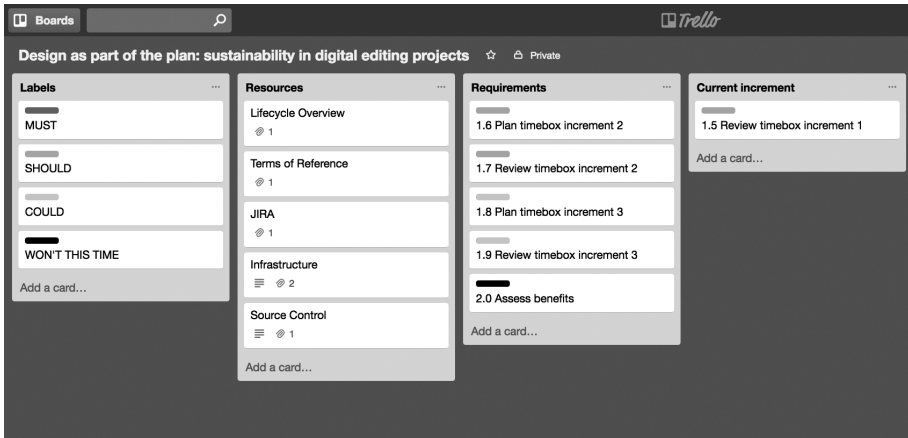 Boards
Trello
Design as part of the plan: sustainability in digital editing projects
Private
Labels
...
MUST
SHOULD
COULD
WON'T THIS TIME
Add a card...
Resources
...
Lifecycle Overview
1
Terms of Reference
1
JIRA
1
Infrastructure
2
Source Control
1
Add a card...
Requirements
...
1.6 Plan timebox increment 2
1.7 Review timebox increment 2
1.8 Plan timebox increment 3
1.9 Review timebox increment 3
2.0 Assess benefits
Add a card...
Current increment
...
1.5 Review timebox increment 1
Add a card...